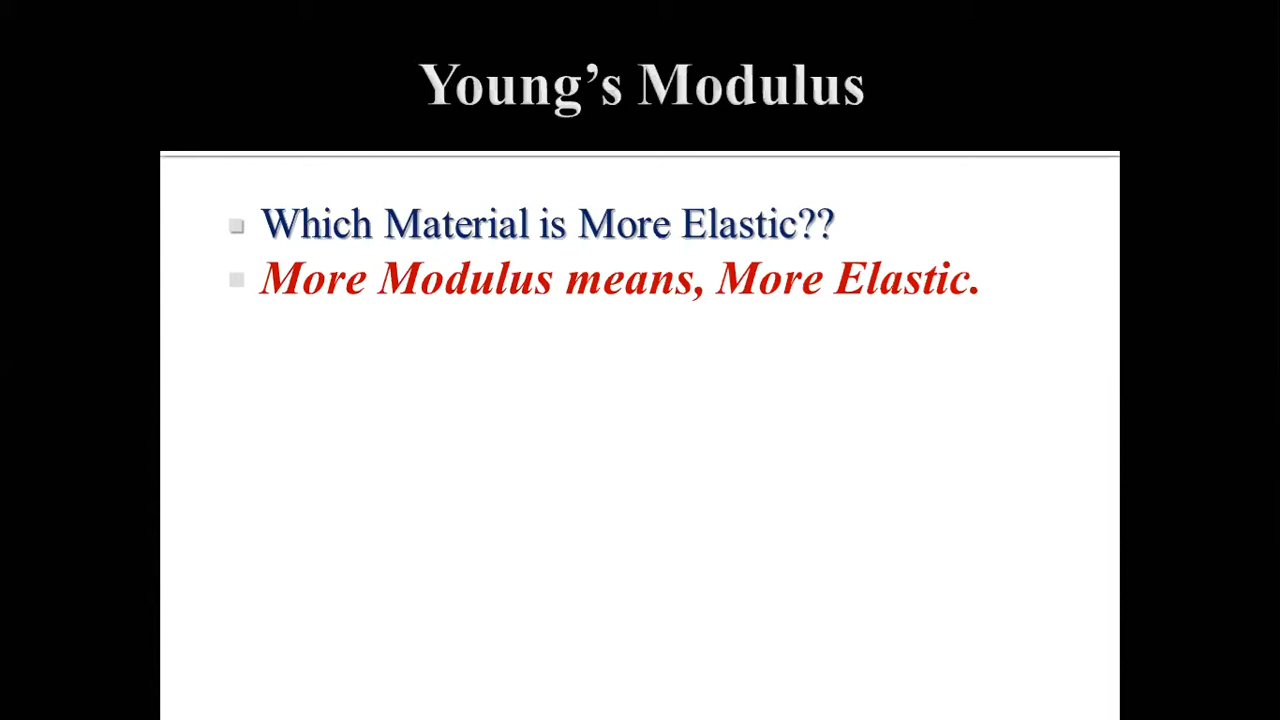 Young’s Modulus
Which Material is More Elastic??
More Modulus means, More Elastic.